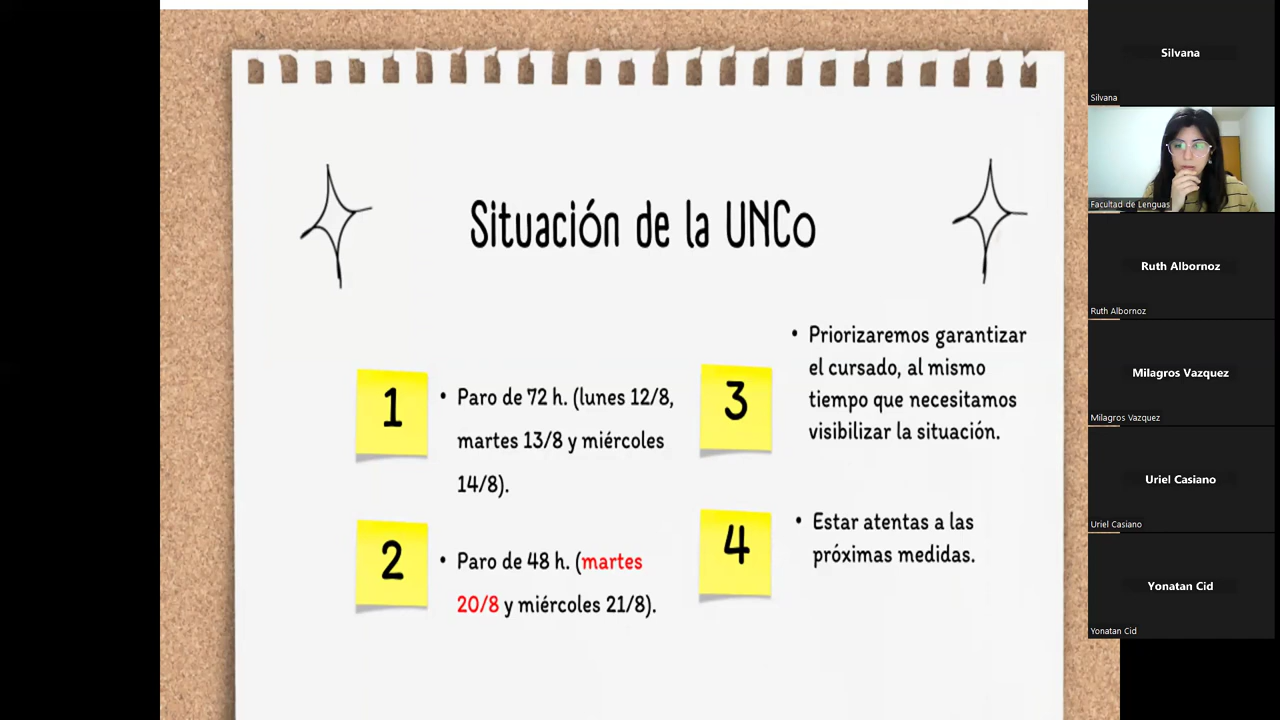 Situación de la UNCo
1
• Paro de 72 h. (lunes 12/8,
martes 13/8 y miércoles
14/8).
2
• Paro de 48 h. (martes
20/8 y miércoles 21/8).
3
• Priorizaremos garantizar
el cursado, al mismo
tiempo que necesitamos
visibilizar la situación.
4
• Estar atentas a las
próximas medidas.
Silvana
Silvana
Facultad de Lenguas
Ruth Albornoz
Ruth Albornoz
Milagros Vazquez
Milagros Vazquez
Uriel Casiano
Uriel Casiano
Yonatan Cid
Yonatan Cid